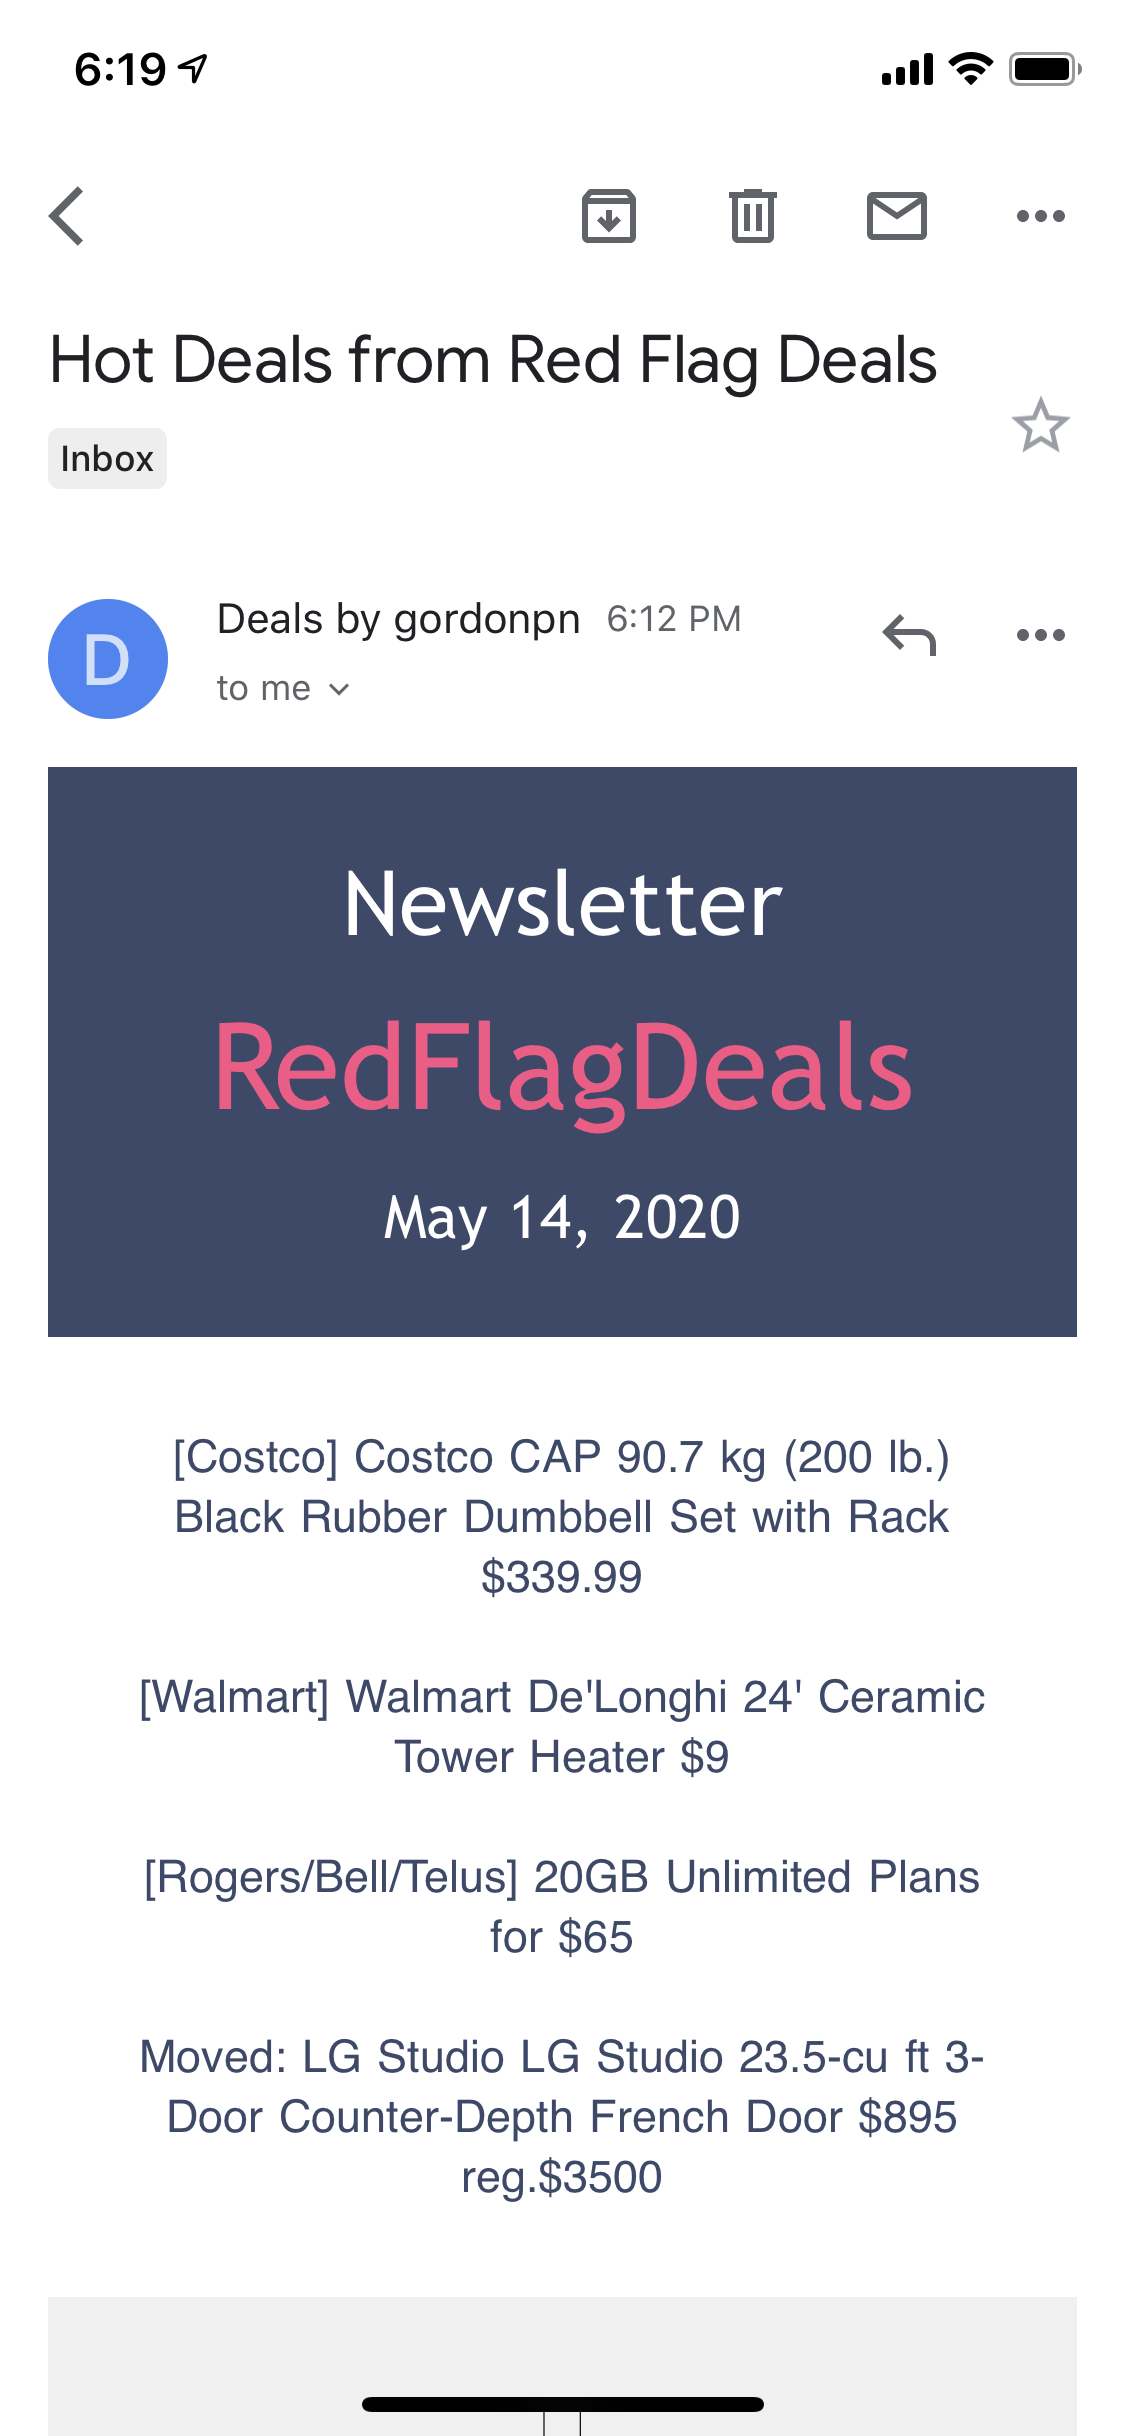 6:19
Hot Deals from Red Flag Deals
Inbox
D
Deals by gordonpn 6:12 PM
to me
Newsletter
RedFlagDeals
May 14, 2020
[Costco] Costco CAP 90.7 kg (200 lb.)
Black Rubber Dumbbell Set with Rack
$339.99
[Walmart] Walmart De'Longhi 24' Ceramic
Tower Heater $9
[Rogers/Bell/Telus] 20GB Unlimited Plans
for $65
Moved: LG Studio LG Studio 23.5-cu ft 3-
Door Counter-Depth French Door $895
reg.$3500